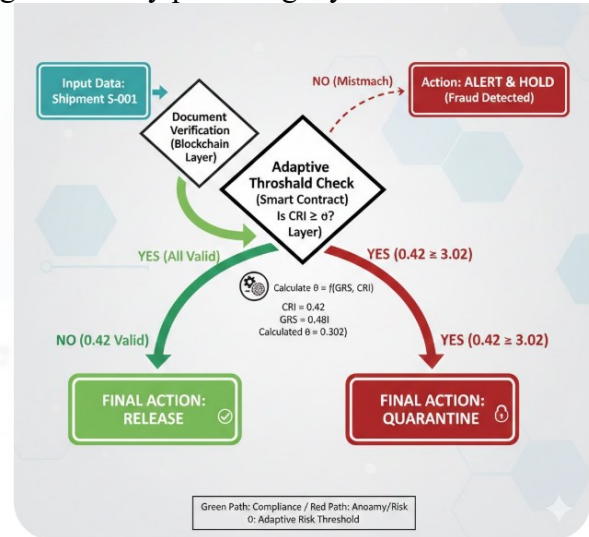 Input Data:
Shipment S-001
Document
Verification
(Blockchain
Layer)
NO (Mistmach)
Action: ALERT & HOLD
(Fraud Detected)
Adaptive
Thrashald Check
(Smart Contract)
Is CRI ≥ σ?
Layer)
YES (All Valid)
YES (0.42 ≥ 3.02)
Calculate θ = f(GRS, CRI)
CRI = 0.42
GRS = 0.48l
Calculated θ = 0.302)
NO (0.42 Valid)
YES (0.42 ≥ 3.02)
FINAL ACTION:
RELEASE
FINAL ACTION:
QUARANTINE
Green Path: Compliance / Red Path: Anoamy/Risk
0: Adaptive Risk Threshold